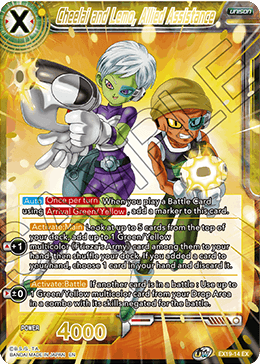 X
UNISON
Cheelai and Lemo, Allied Assistance
Auto Once per turn When you play a Battle Card
using Arrival Green/Yellow, add a marker to this card.
+1 Activate: Main Look at up to 5 cards from the top of
your deck, add up to 1 Green/Yellow
multicolor 《Frieza's Army》 card among them to your
hand, then shuffle your deck. If you added a card to
your hand, choose 1 card in your hand and discard it.
±0 Activate: Battle If another card is in a battle: Use up to
1 Green/Yellow multicolor card from your Drop Area
in a combo with its skills negated for the battle.
POWER
4000
BANDAI MADE IN JAPAN EN
EX19-14 EX